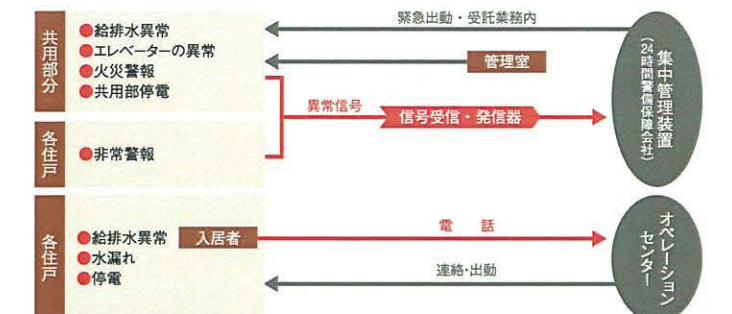 共用部分
●給排水異常
●エレベーターの異常
●火災警報
●共用部停電
各住戸
●非常警報
緊急出動・受託業務内
管理室
異常信号
信号受信・発信器
集中管理装置
(24時間警備保障会社)
各住戸
●給排水異常
●水漏れ
●停電
入居者
電話
連絡・出動
オペレーション
センター